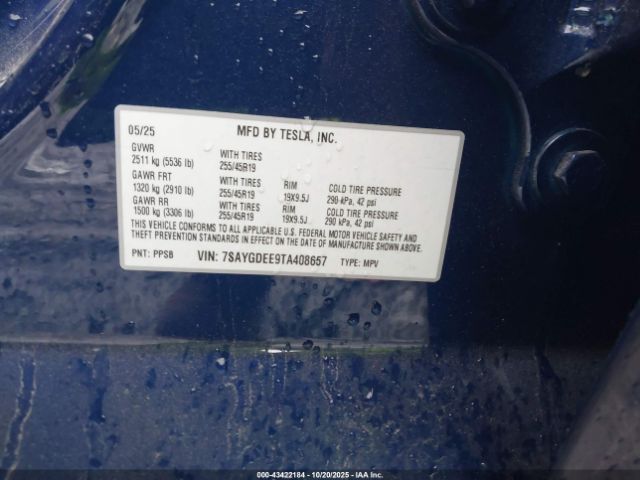 05/25 MFD BY TESLA, INC.
GVWR
2511 kg (5536 lb) WITH TIRES 255/45R19
GAWR FRT
1320 kg (2910 lb) WITH TIRES 255/45R19 RIM 19X9.5J COLD TIRE PRESSURE 290 kPa, 42 psi
GAWR RR
1500 kg (3306 lb) WITH TIRES 255/45R19 RIM 19X9.5J COLD TIRE PRESSURE 290 kPa, 42 psi
THIS VEHICLE CONFORMS TO ALL APPLICABLE U.S. FEDERAL MOTOR VEHICLE SAFETY AND
THEFT PREVENTION STANDARDS IN EFFECT ON THE DATE OF MANUFACTURE SHOWN ABOVE.
PNT: PPSB VIN: 7SAYGDEE9TA408657 TYPE: MPV
000-43422184 | 10/20/2025 | COPART